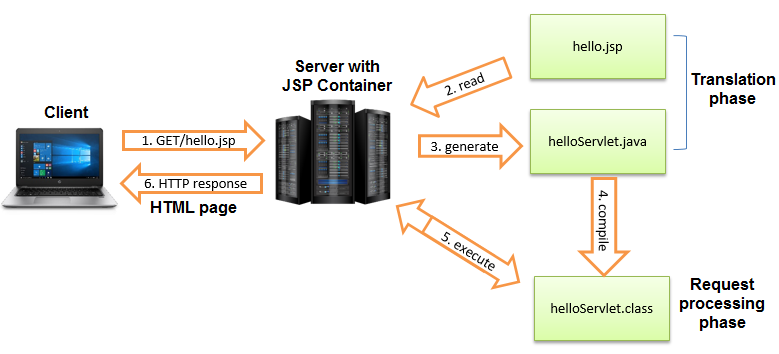 hello.jsp
Server with
JSP Container
2. read
Translation
phase
Client
1. GET/hello.jsp
3. generate
helloServlet.java
6. HTTP response
HTML page
4. compile
5. execute
helloServlet.class
Request
processing
phase